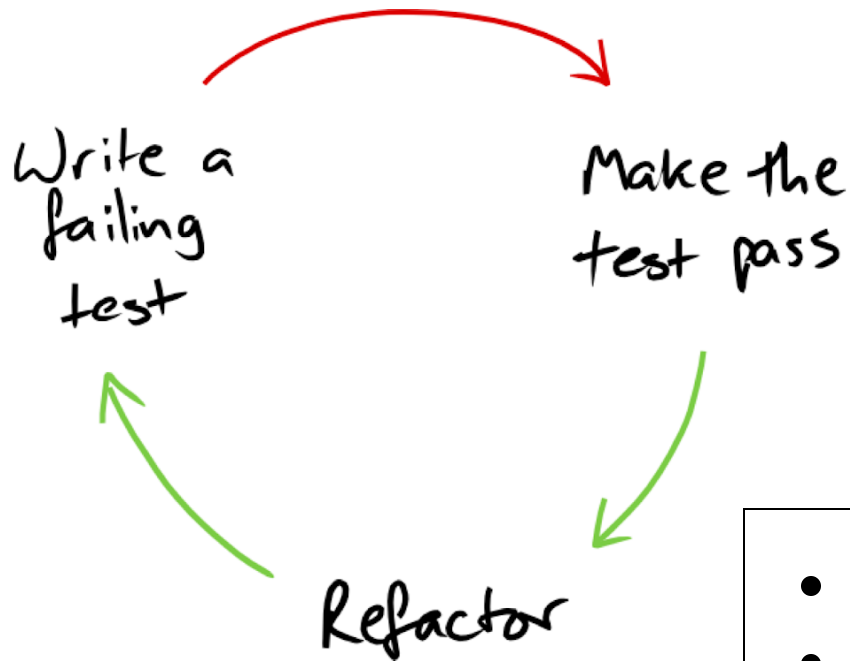 Write a
failing
test
Make the
test pass
Refactor